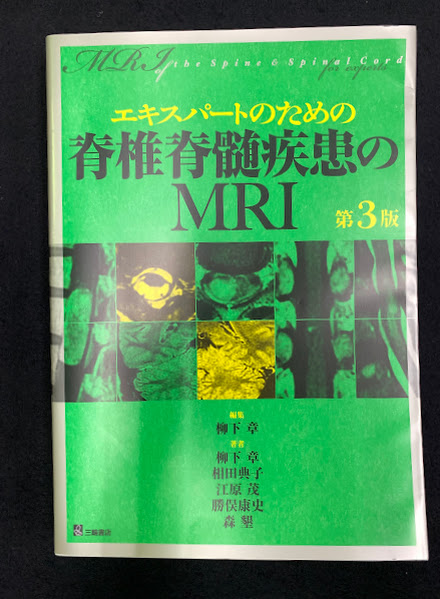 MRI
of the Spine & Spinal Cord
for experts
エキスパートのための
脊椎脊髄疾患の
MRI
第3版
編集
柳下 章
著者
柳下 章
相田典子
江原 茂
勝俣康史
森 墾
三輪書店